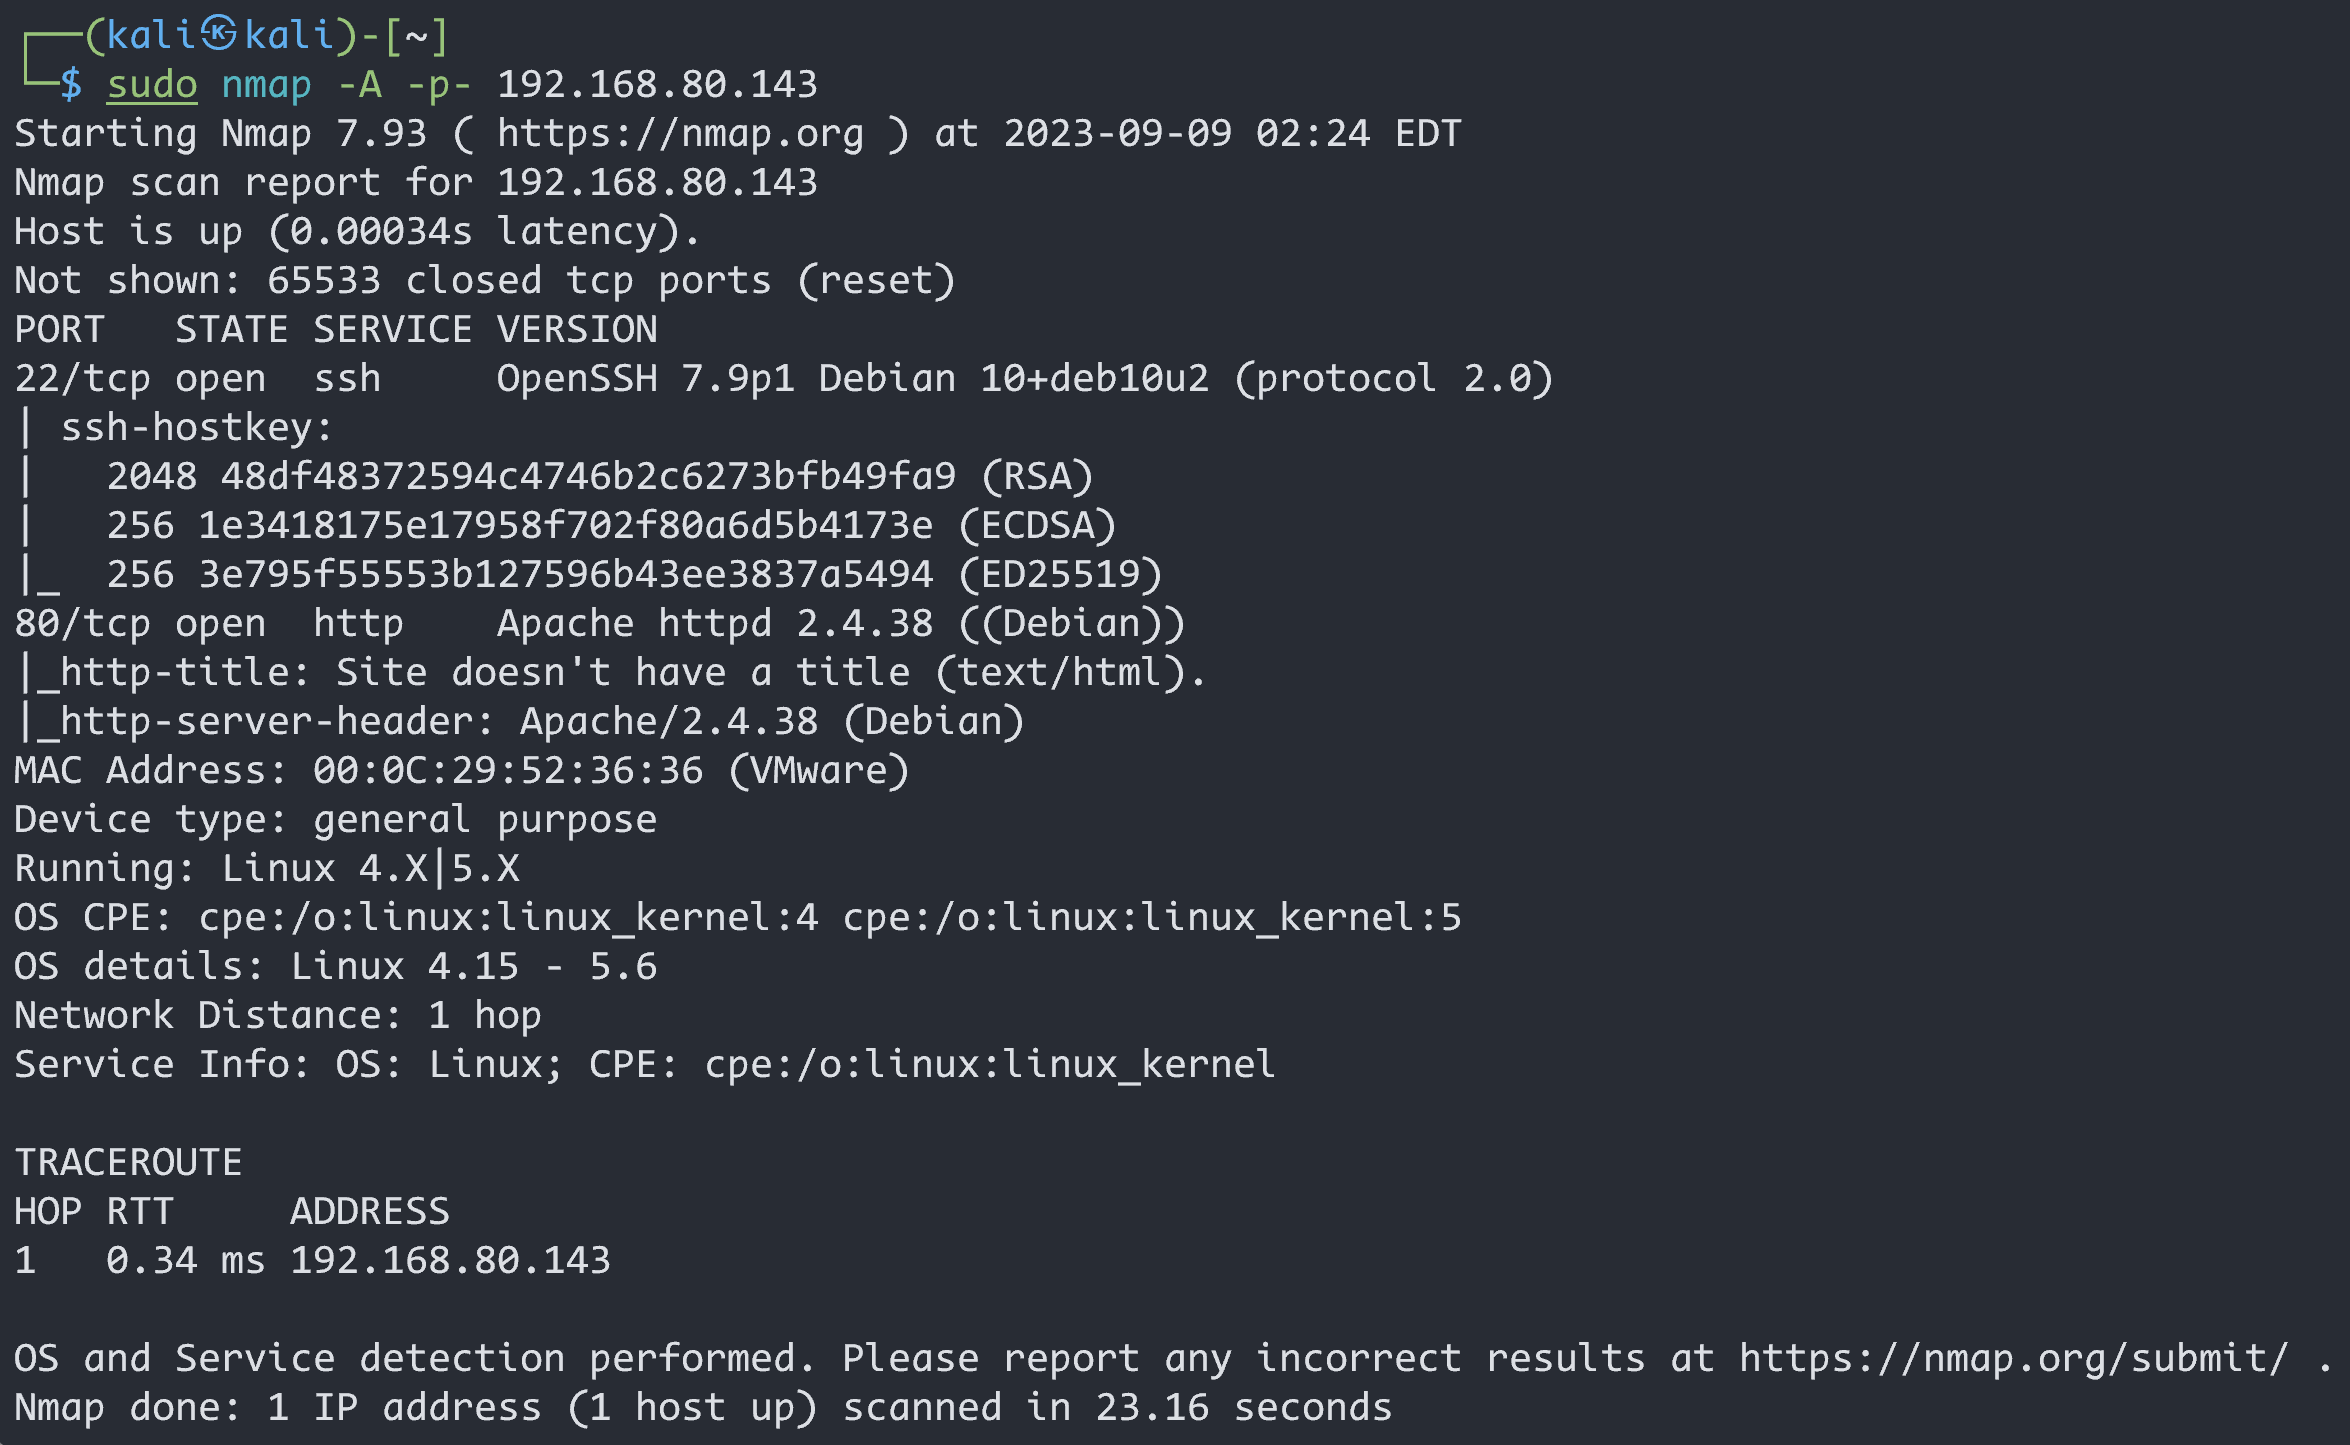 ┌──(kali㉿kali)-[~]
└─$ sudo nmap -A -p- 192.168.80.143
Starting Nmap 7.93 ( https://nmap.org ) at 2023-09-09 02:24 EDT
Nmap scan report for 192.168.80.143
Host is up (0.00034s latency).
Not shown: 65533 closed tcp ports (reset)
PORT   STATE SERVICE VERSION
22/tcp open  ssh     OpenSSH 7.9p1 Debian 10+deb10u2 (protocol 2.0)
| ssh-hostkey:
|   2048 48df48372594c4746b2c6273bfb49fa9 (RSA)
|   256 1e3418175e17958f702f80a6d5b4173e (ECDSA)
|_  256 3e795f55553b127596b43ee3837a5494 (ED25519)
80/tcp open  http    Apache httpd 2.4.38 ((Debian))
|_http-title: Site doesn't have a title (text/html).
|_http-server-header: Apache/2.4.38 (Debian)
MAC Address: 00:0C:29:52:36:36 (VMware)
Device type: general purpose
Running: Linux 4.X|5.X
OS CPE: cpe:/o:linux:linux_kernel:4 cpe:/o:linux:linux_kernel:5
OS details: Linux 4.15 - 5.6
Network Distance: 1 hop
Service Info: OS: Linux; CPE: cpe:/o:linux:linux_kernel

TRACEROUTE
HOP RTT     ADDRESS
1   0.34 ms 192.168.80.143

OS and Service detection performed. Please report any incorrect results at https://nmap.org/submit/ .
Nmap done: 1 IP address (1 host up) scanned in 23.16 seconds